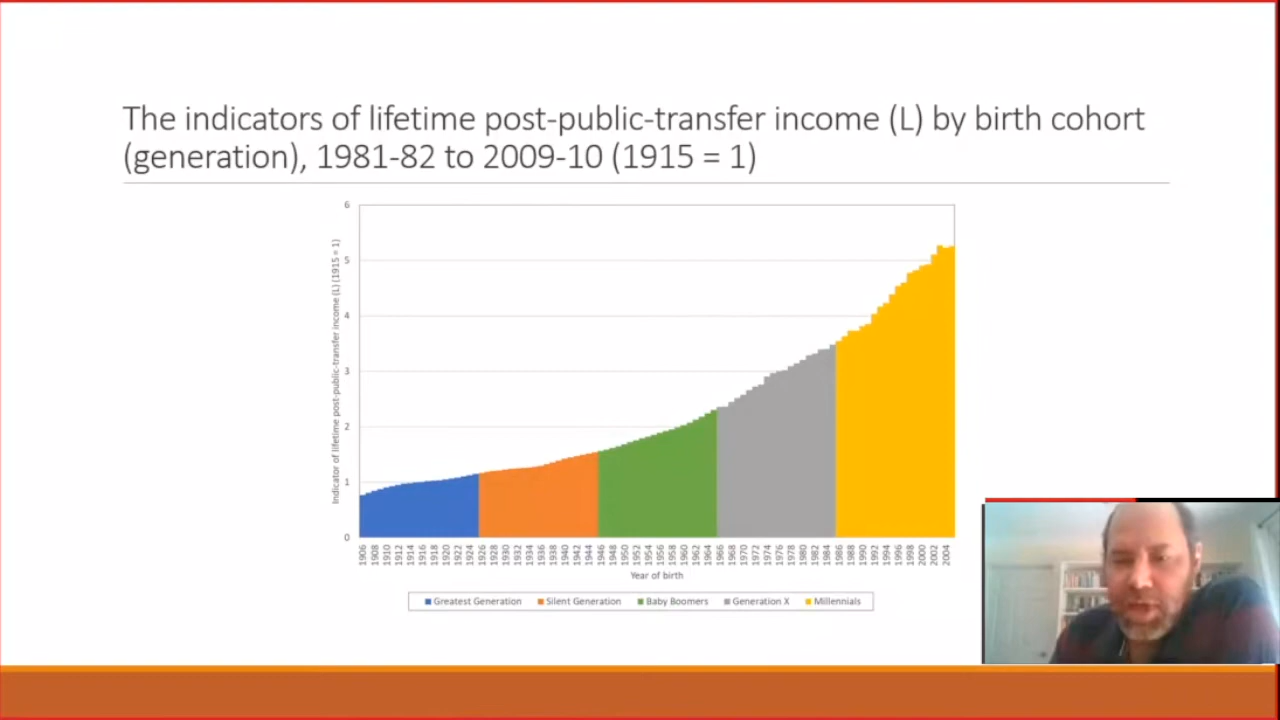 The indicators of lifetime post-public-transfer income (L) by birth cohort
(generation), 1981-82 to 2009-10 (1915 = 1)
Indicator of lifetime post-public-transfer income (L) (1915 = 1)
6
5
4
3
2
1
0
1906 1908 1910 1912 1914 1916 1918 1920 1922 1924 1926 1928 1930 1932 1934 1936 1938 1940 1942 1944 1946 1948 1950 1952 1954 1956 1958 1960 1962 1964 1966 1968 1970 1972 1974 1976 1978 1980 1982 1984 1986 1988 1990 1992 1994 1996 1998 2000 2002 2004
Year of birth
Greatest Generation Silent Generation Baby Boomers Generation X Millennials